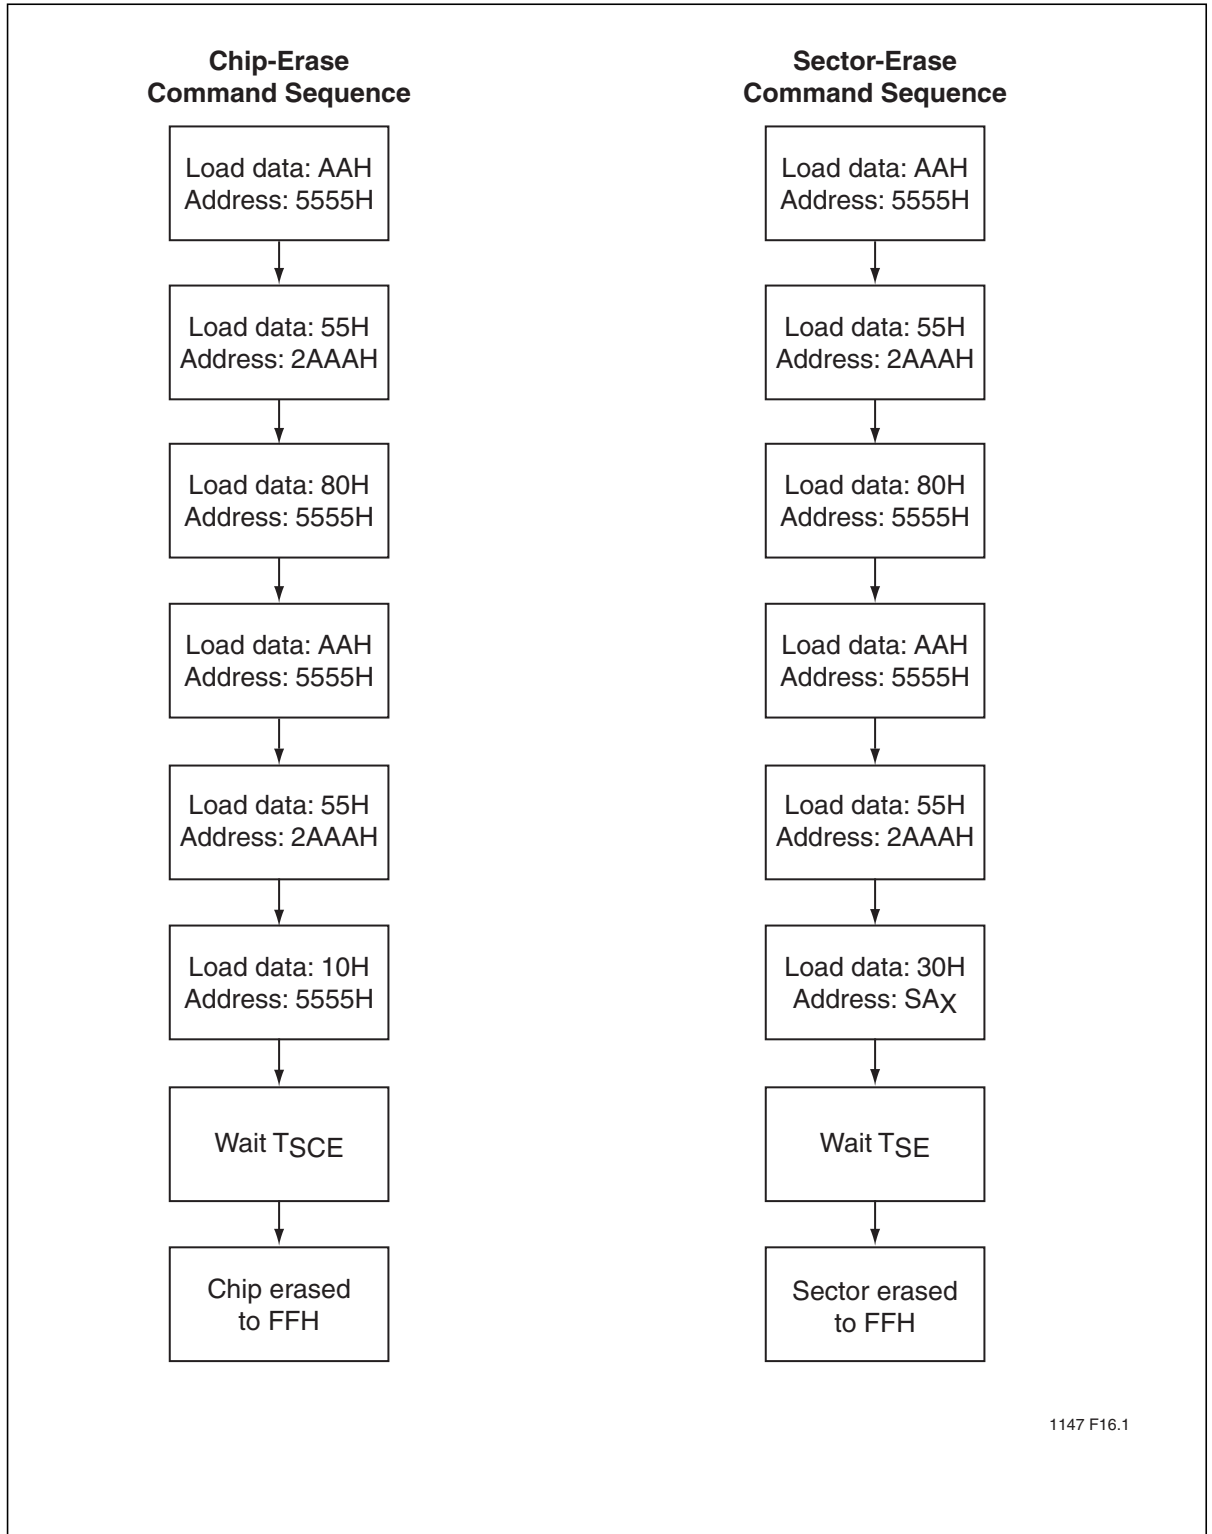 Chip-Erase
Command Sequence
Load data: AAH
Address: 5555H
Load data: 55H
Address: 2AAAH
Load data: 80H
Address: 5555H
Load data: AAH
Address: 5555H
Load data: 55H
Address: 2AAAH
Load data: 10H
Address: 5555H
Wait TSCE
Chip erased
to FFH
Sector-Erase
Command Sequence
Load data: AAH
Address: 5555H
Load data: 55H
Address: 2AAAH
Load data: 80H
Address: 5555H
Load data: AAH
Address: 5555H
Load data: 55H
Address: 2AAAH
Load data: 30H
Address: SAX
Wait TSE
Sector erased
to FFH
1147 F16.1